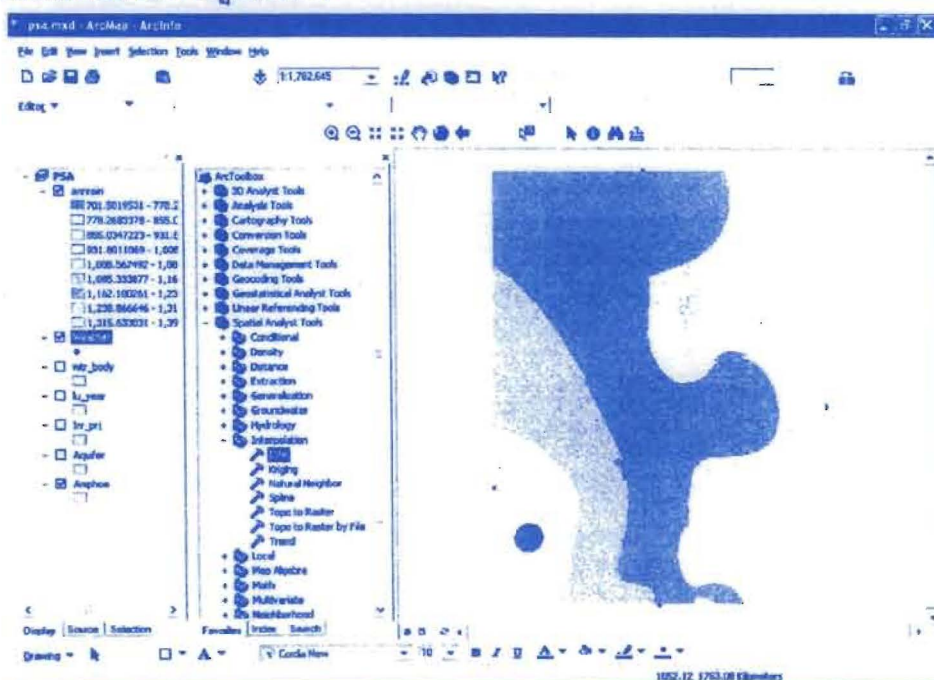 psa.mxd - ArcMap - ArcInfo
File Edit View Insert Selection Tools Window Help
1:1,762,645
Editor
PSA
701.5019531 - 778.2
778.2683378 - 855.0
855.0347223 - 931.8
931.8011069 - 1,008
1,008.567492 - 1,08
1,085.333877 - 1,16
1,162.100261 - 1,23
1,238.866646 - 1,31
1,315.633031 - 1,39
wtr_body
lu_year
Irr_pri
Aquifer
Amphoe
Display Source Selection
ArcToolbox
3D Analyst Tools
Analysis Tools
Cartography Tools
Conversion Tools
Coverage Tools
Data Management Tools
Geocoding Tools
Geostatistical Analyst Tools
Linear Referencing Tools
Spatial Analyst Tools
Conditional
Density
Distance
Extraction
Generalization
Groundwater
Hydrology
Interpolation
IDW
Kriging
Natural Neighbor
Spline
Topo to Raster
Topo to Raster by File
Trend
Local
Map Algebra
Math
Multivariate
Neighborhood
Favorites Index Search
Drawing
A
Cordia New
10
B I U A
1052.12 1763.08 Kilometers